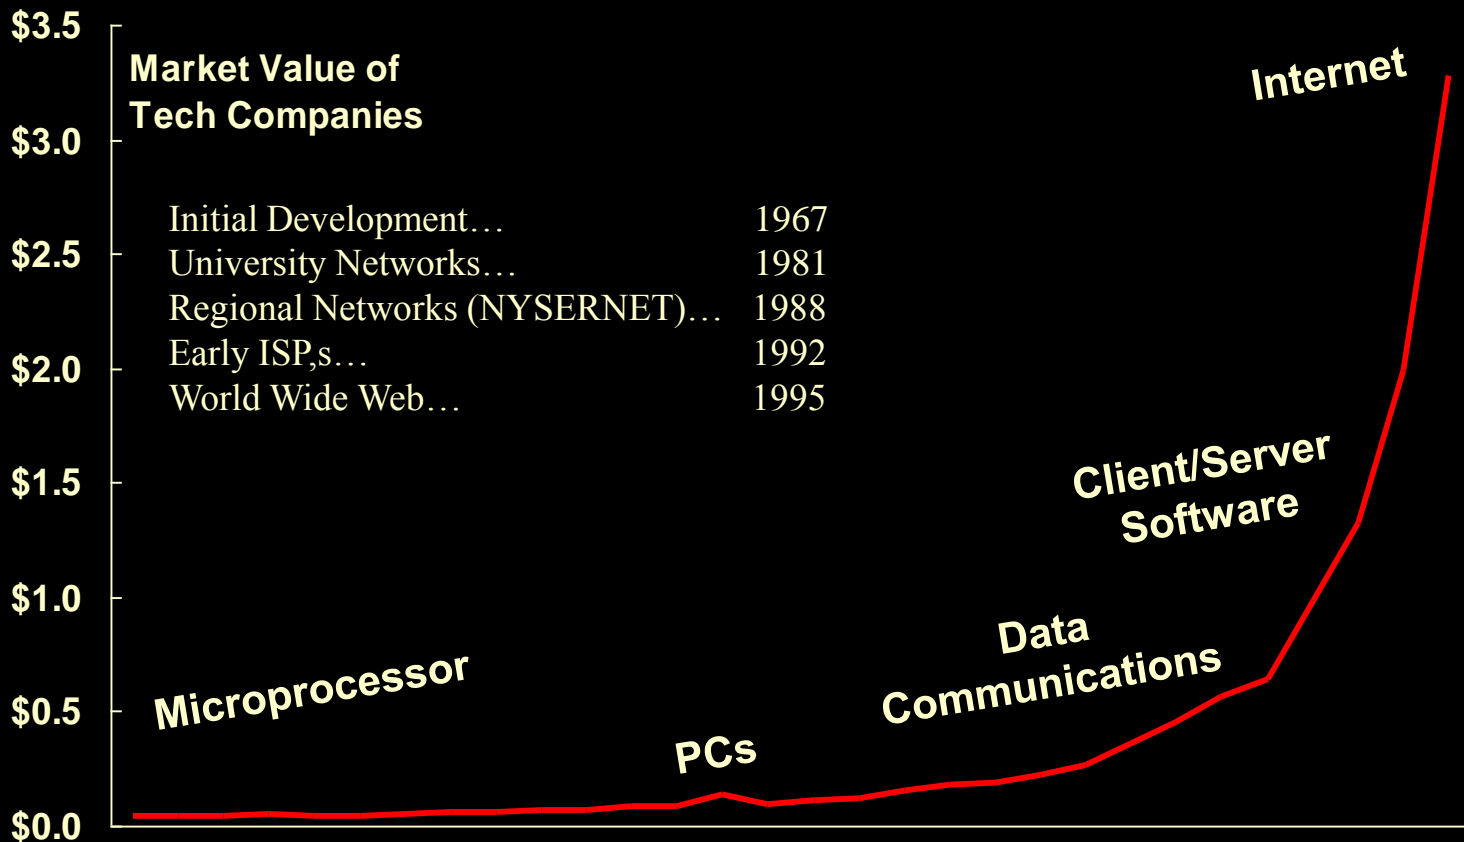 $3.5
Market Value of
Tech Companies
Internet
$3.0
Initial Development… 1967
$2.5
University Networks… 1981
Regional Networks (NYSERNET)… 1988
Early ISP,s… 1992
$2.0
World Wide Web… 1995
$1.5
Client/Server
Software
$1.0
Data
Communications
Microprocessor
$0.5
PCs
$0.0